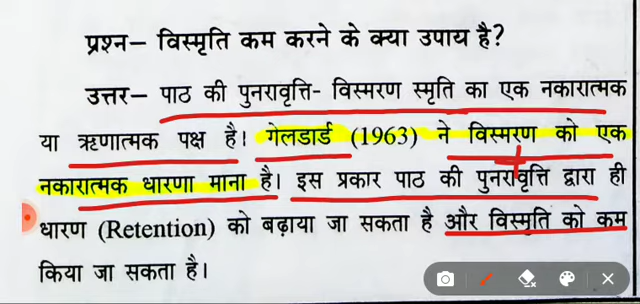 प्रश्न– विस्मृति कम करने के क्या उपाय है?
उत्तर– पाठ की पुनरावृत्ति- विस्मरण स्मृति का एक नकारात्मक
या ऋणात्मक पक्ष है। गेलडार्ड (1963) ने विस्मरण को एक
नकारात्मक धारणा माना है। इस प्रकार पाठ की पुनरावृत्ति द्वारा ही
धारण (Retention) को बढ़ाया जा सकता है और विस्मृति को कम
किया जा सकता है।